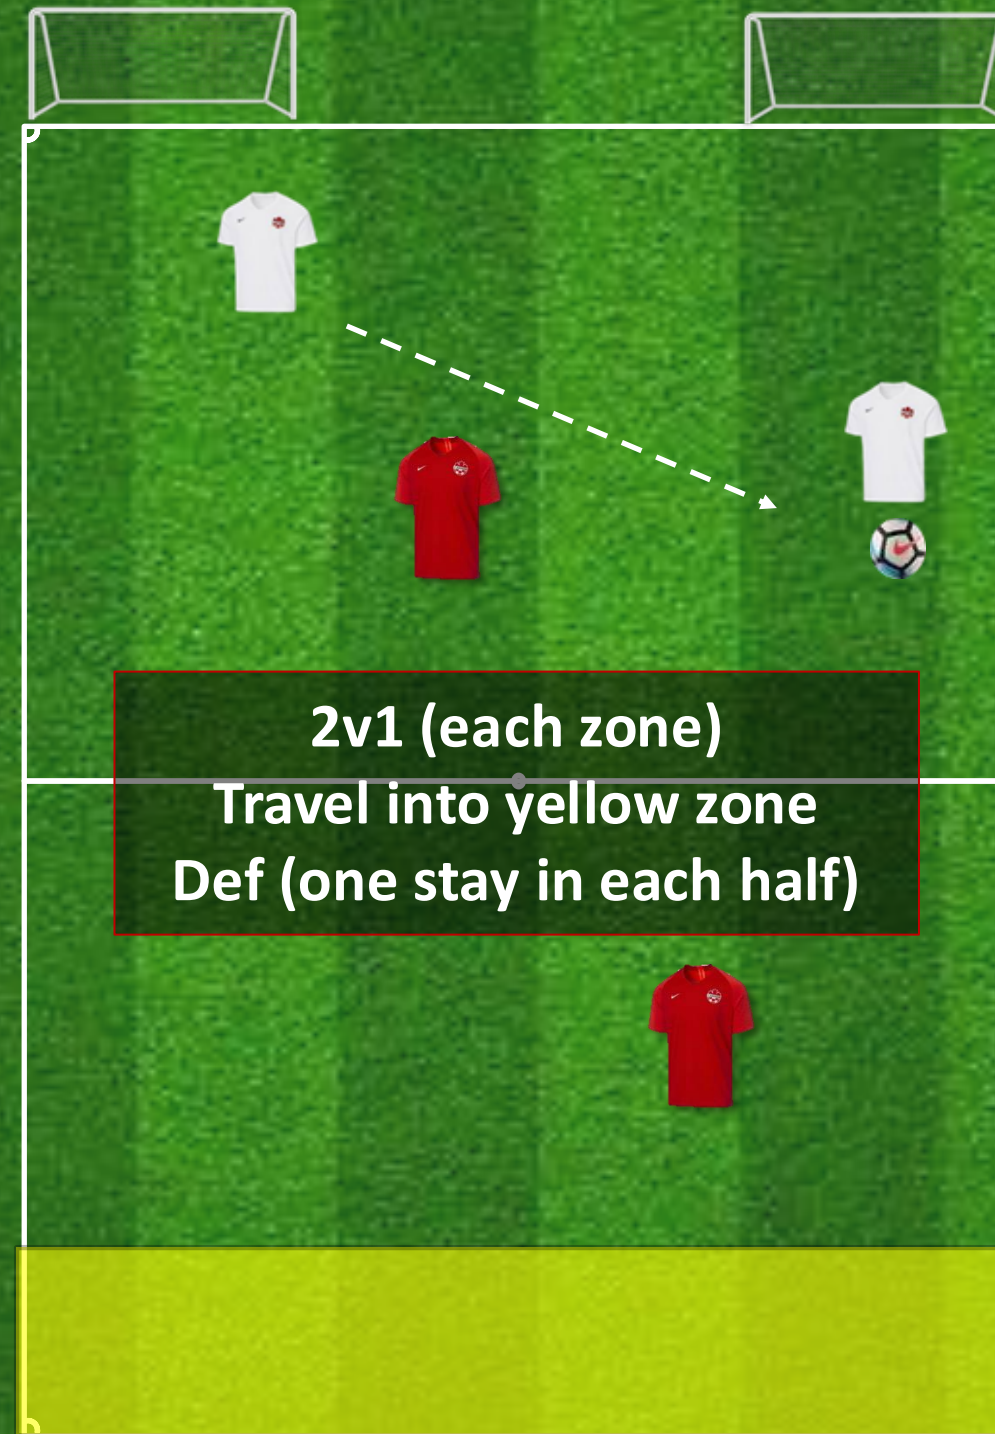 2v1 (each zone)
Travel into yellow zone
Def (one stay in each half)